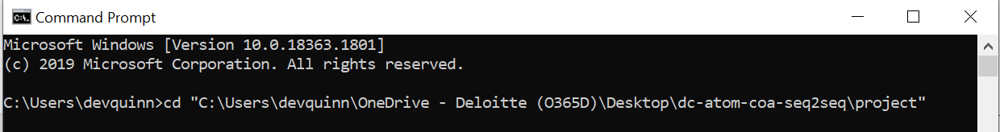 Command Prompt
Microsoft Windows [Version 10.0.18363.1801]
(c) 2019 Microsoft Corporation. All rights reserved.
C:\Users\devquinn>cd "C:\Users\devquinn\OneDrive - Deloitte (O365D)\Desktop\dc-atom-coa-seq2seq\project"